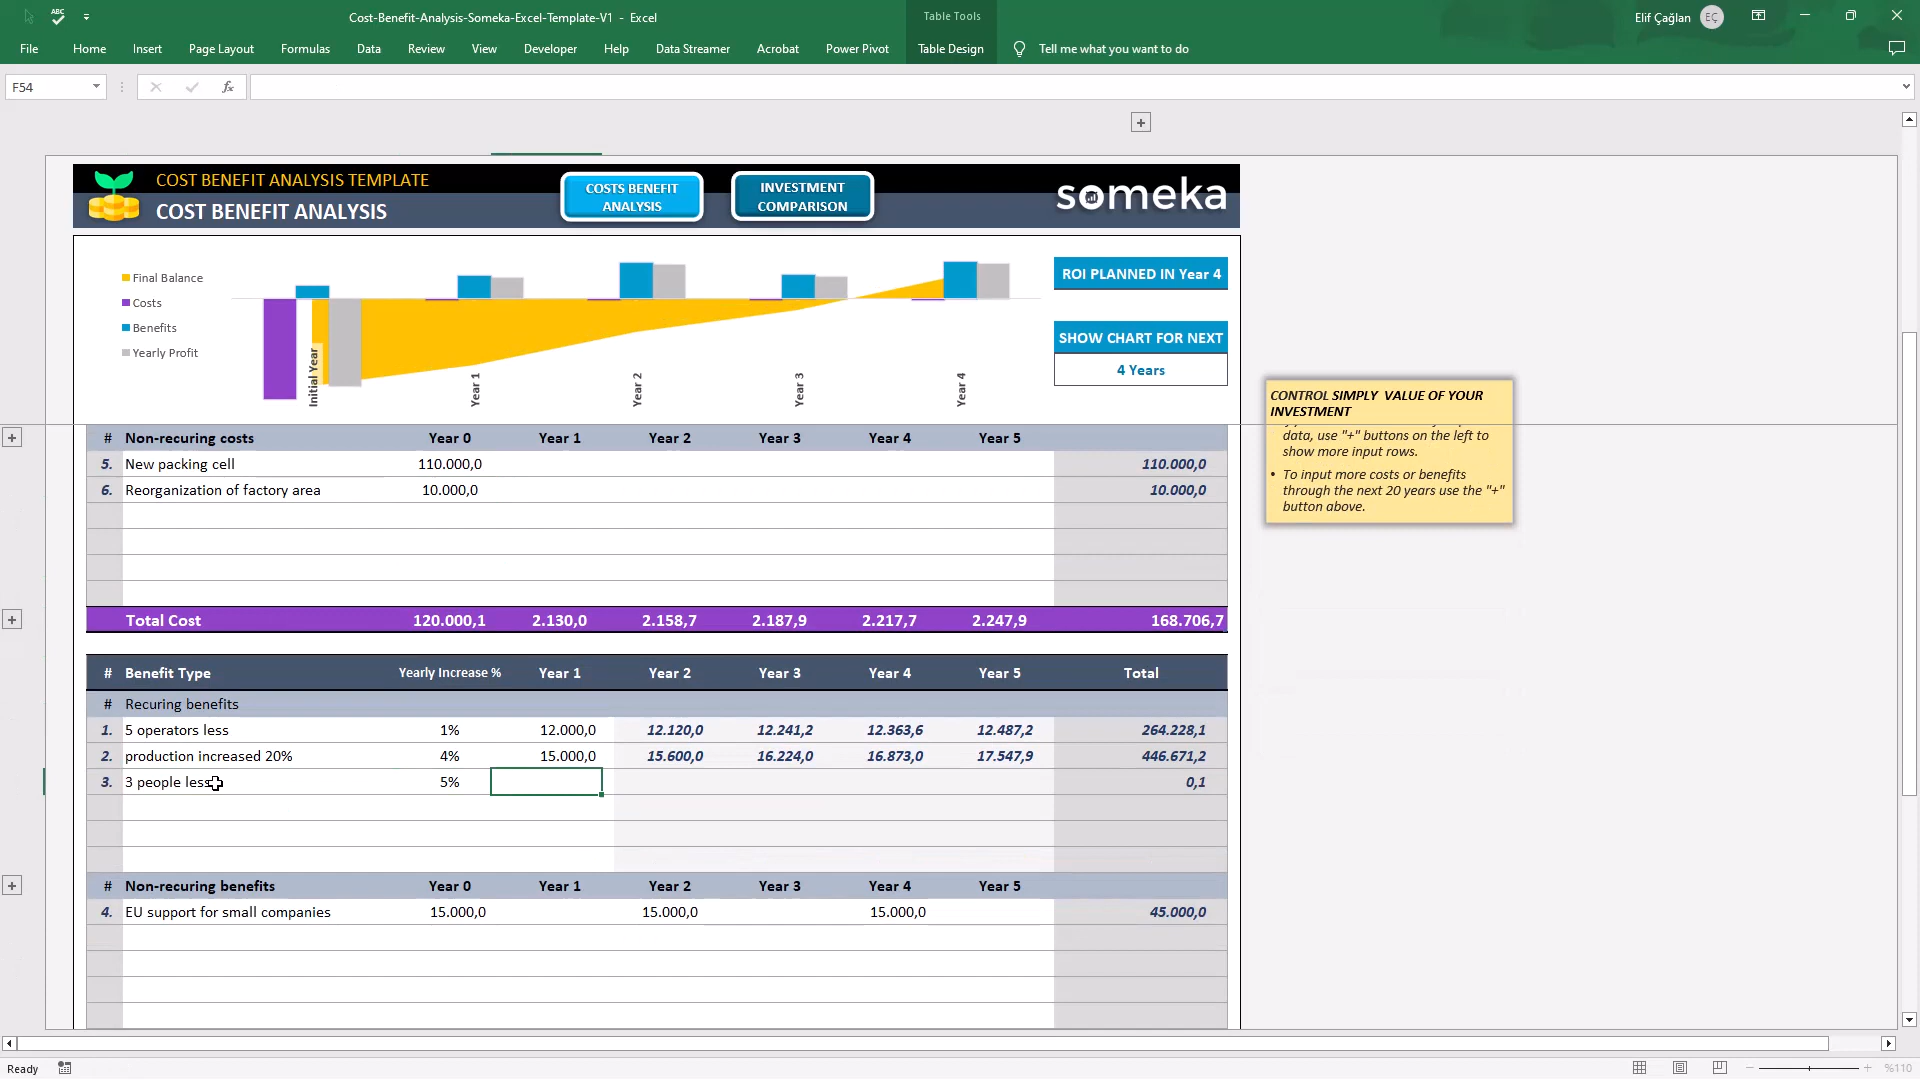 ABC
Cost-Benefit-Analysis-Someka-Excel-Template-V1 - Excel
Table Tools
Elif Çağlan
EÇ
File Home Insert Page Layout Formulas Data Review View Developer Help Data Streamer Acrobat Power Pivot Table Design Tell me what you want to do
F54
fx
+
COST BENEFIT ANALYSIS TEMPLATE
COST BENEFIT ANALYSIS
COSTS BENEFIT
ANALYSIS
INVESTMENT
COMPARISON
someka
Final Balance
Costs
Benefits
Yearly Profit
Initial Year
Year 1
Year 2
Year 3
Year 4
ROI PLANNED IN Year 4
SHOW CHART FOR NEXT
4 Years
CONTROL SIMPLY VALUE OF YOUR
INVESTMENT
data, use "+" buttons on the left to
show more input rows.
• To input more costs or benefits
through the next 20 years use the "+"
button above.
+
# Non-recuring costs Year 0 Year 1 Year 2 Year 3 Year 4 Year 5
5. New packing cell 110.000,0 110.000,0
6. Reorganization of factory area 10.000,0 10.000,0
+
Total Cost 120.000,1 2.130,0 2.158,7 2.187,9 2.217,7 2.247,9 168.706,7
# Benefit Type Yearly Increase % Year 1 Year 2 Year 3 Year 4 Year 5 Total
# Recuring benefits
1. 5 operators less 1% 12.000,0 12.120,0 12.241,2 12.363,6 12.487,2 264.228,1
2. production increased 20% 4% 15.000,0 15.600,0 16.224,0 16.873,0 17.547,9 446.671,2
3. 3 people less 5% 0,1
+
# Non-recuring benefits Year 0 Year 1 Year 2 Year 3 Year 4 Year 5
4. EU support for small companies 15.000,0 15.000,0 15.000,0 45.000,0
Ready
%110